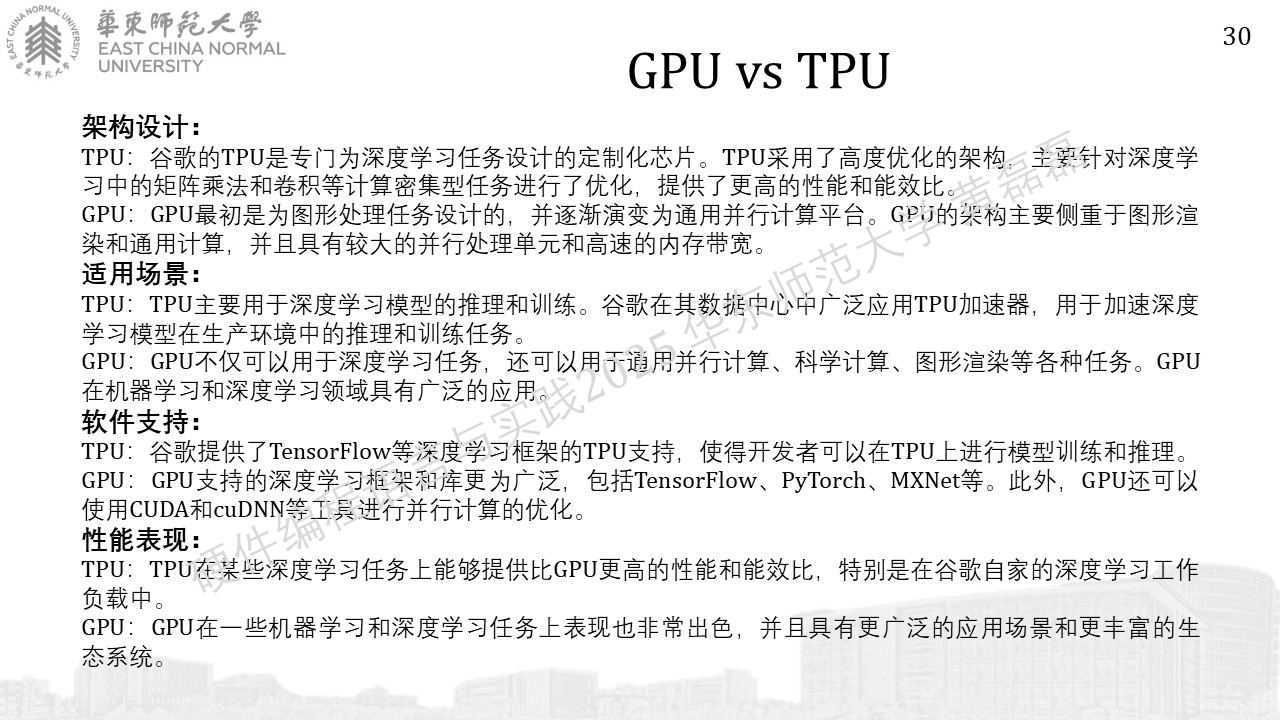 EAST CHINA NORMAL UNIVERSITY
華東師范大學
華東師范大學
EAST CHINA NORMAL
UNIVERSITY
30
GPU vs TPU
架构设计：
TPU：谷歌的TPU是专门为深度学习任务设计的定制化芯片。TPU采用了高度优化的架构，主要针对深度学
习中的矩阵乘法和卷积等计算密集型任务进行了优化，提供了更高的性能和能效比。
GPU：GPU最初是为图形处理任务设计的，并逐渐演变为通用并行计算平台。GPU的架构主要侧重于图形渲
染和通用计算，并且具有较大的并行处理单元和高速的内存带宽。
适用场景：
TPU：TPU主要用于深度学习模型的推理和训练。谷歌在其数据中心中广泛应用TPU加速器，用于加速深度
学习模型在生产环境中的推理和训练任务。
GPU：GPU不仅可以用于深度学习任务，还可以用于通用并行计算、科学计算、图形渲染等各种任务。GPU
在机器学习和深度学习领域具有广泛的应用。
软件支持：
TPU：谷歌提供了TensorFlow等深度学习框架的TPU支持，使得开发者可以在TPU上进行模型训练和推理。
GPU：GPU支持的深度学习框架和库更为广泛，包括TensorFlow、PyTorch、MXNet等。此外，GPU还可以
使用CUDA和cuDNN等工具进行并行计算的优化。
性能表现：
TPU：TPU在某些深度学习任务上能够提供比GPU更高的性能和能效比，特别是在谷歌自家的深度学习工作
负载中。
GPU：GPU在一些机器学习和深度学习任务上表现也非常出色，并且具有更广泛的应用场景和更丰富的生
态系统。
硬件编程语言与实践2025 华东师范大学 黄磊磊